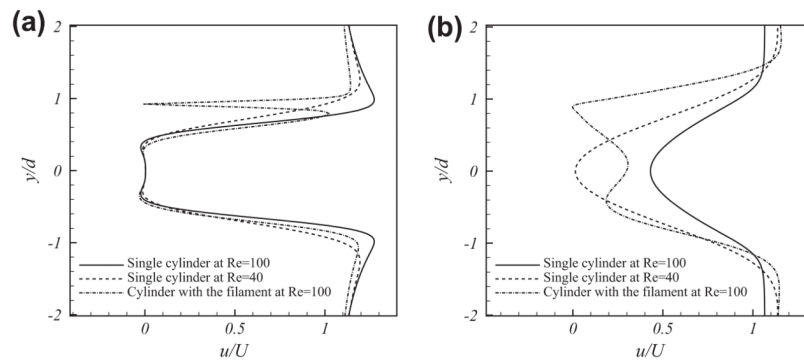 (a)
2
1
0
-1
-2
y/d
Single cylinder at Re=100
Single cylinder at Re=40
Cylinder with the filament at Re=100
0
0.5
1
u/U
(b)
2
1
0
-1
-2
y/d
Single cylinder at Re=100
Single cylinder at Re=40
Cylinder with the filament at Re=100
0
0.5
1
u/U